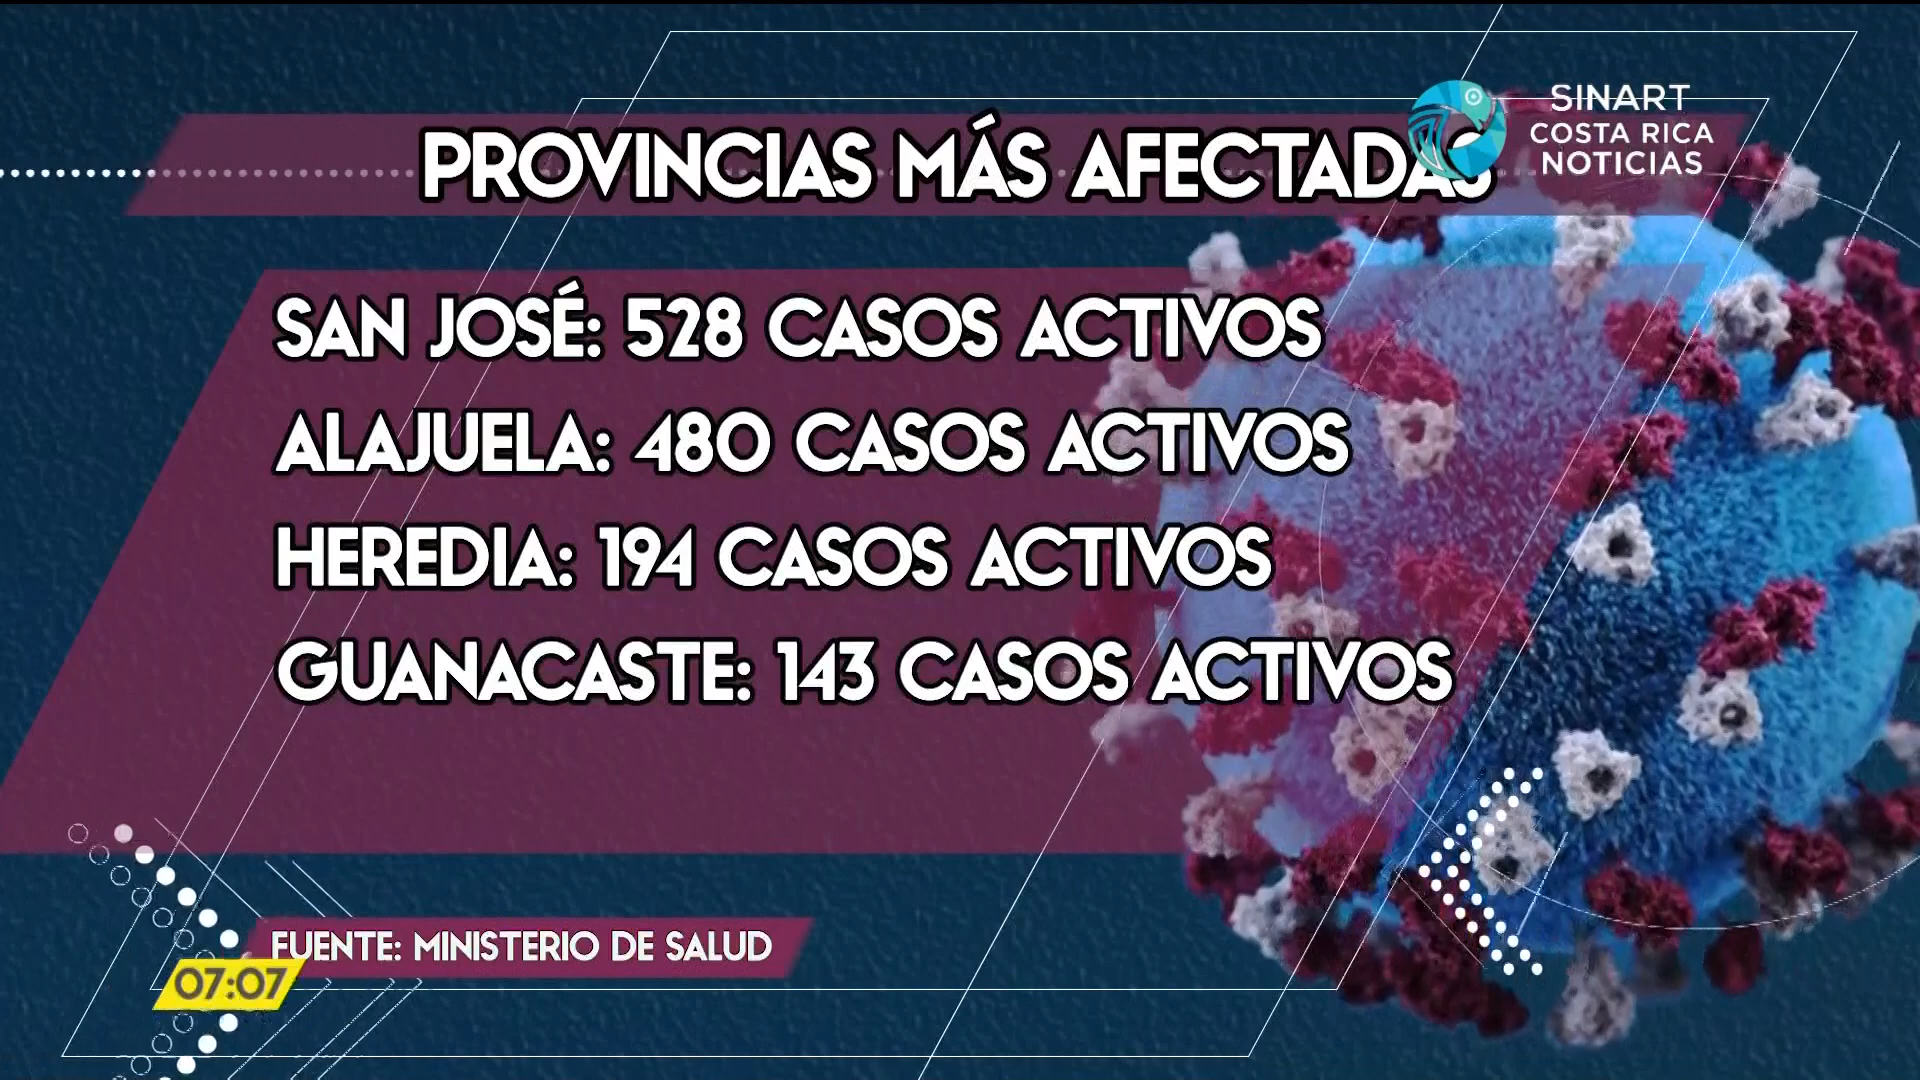 SINART
COSTA RICA
NOTICIAS
PROVINCIAS MÁS AFECTADAS
SAN JOSÉ: 528 CASOS ACTIVOS
ALAJUELA: 480 CASOS ACTIVOS
HEREDIA: 194 CASOS ACTIVOS
GUANACASTE: 143 CASOS ACTIVOS
FUENTE: MINISTERIO DE SALUD
07:07